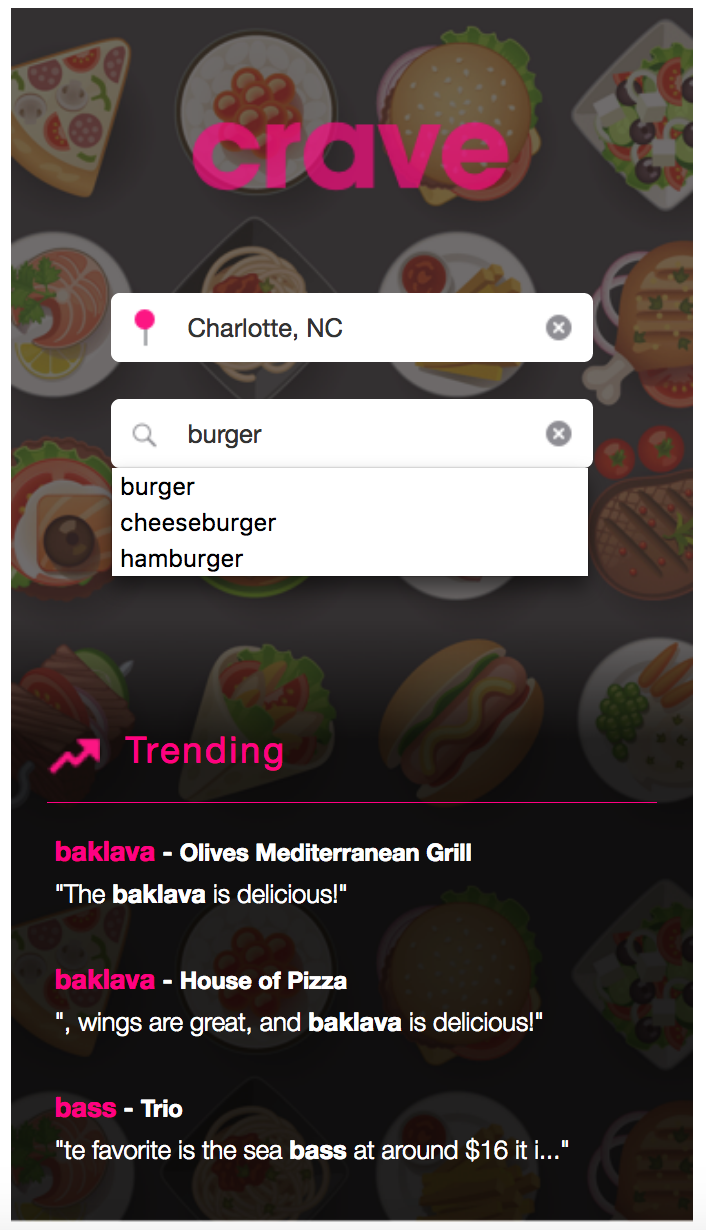 crave
Charlotte, NC
burger
burger
cheeseburger
hamburger
Trending
baklava - Olives Mediterranean Grill
"The baklava is delicious!"
baklava - House of Pizza
", wings are great, and baklava is delicious!"
bass - Trio
"te favorite is the sea bass at around $16 it i..."